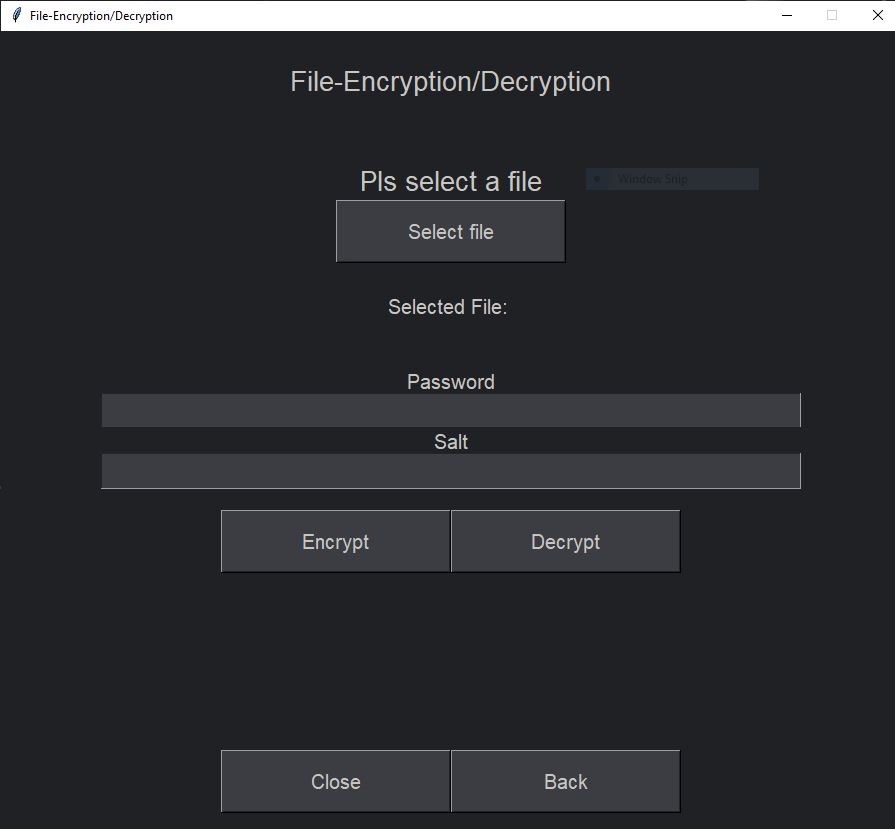 File-Encryption/Decryption
File-Encryption/Decryption
Pls select a file
Window Snip
Select file
Selected File:
Password
Salt
Encrypt Decrypt
Close Back